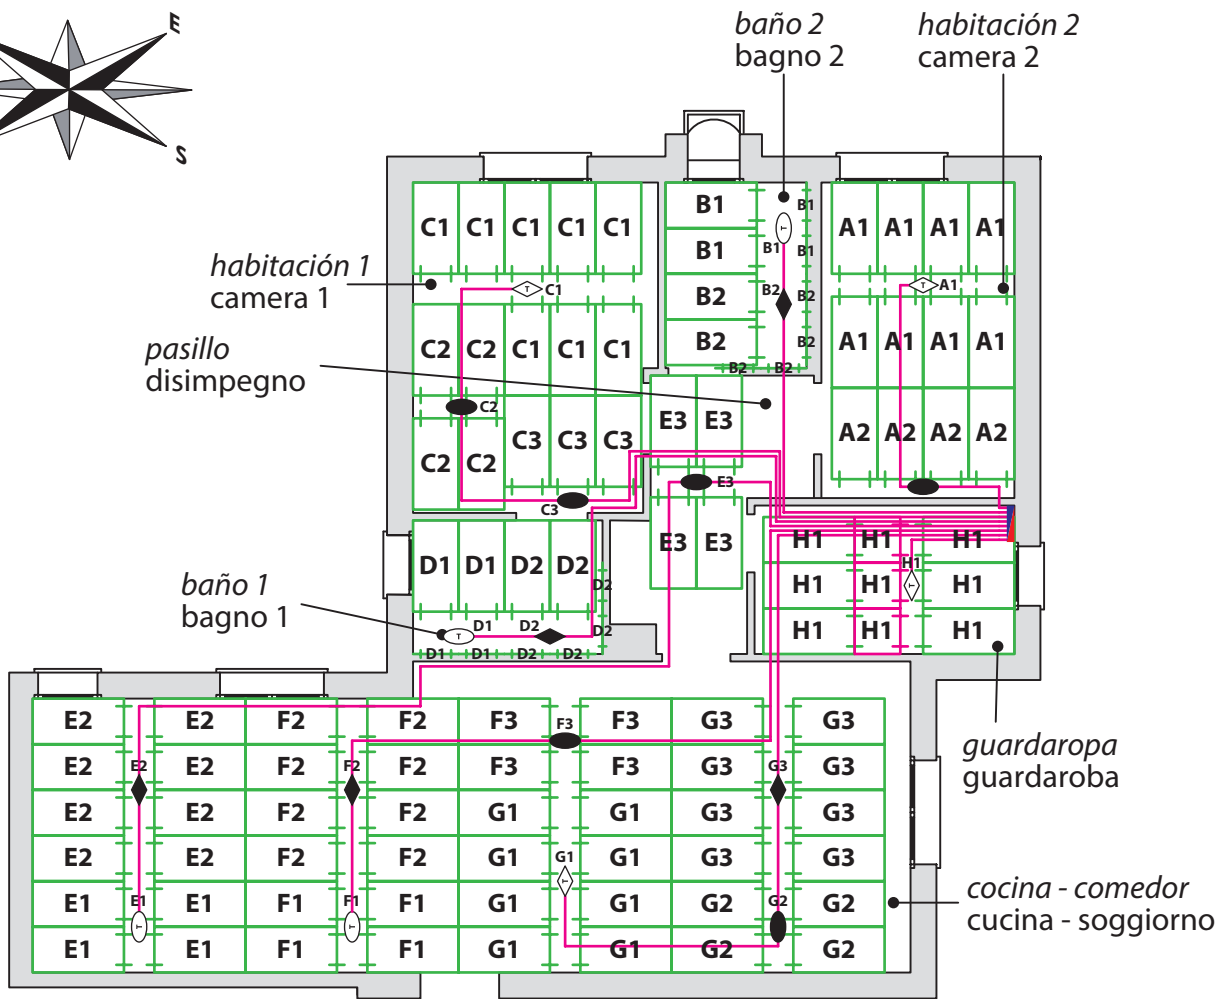 E
S
baño 2
bagno 2
habitación 2
camera 2
habitación 1
camera 1
pasillo
disimpegno
baño 1
bagno 1
guardaropa
guardaroba
cocina - comedor
cucina - soggiorno
C1 C1 C1 C1 C1
T C1
C2 C2 C1 C1 C1
C2
C2 C2 C3 C3 C3
C3
B1 B1
T
B1 B1 B1
B2 B2 B2
B2 B2
B2 B2
A1 A1 A1 A1
T A1
A1 A1 A1 A1
A2 A2 A2 A2
E3 E3
E3
E3 E3
D1 D1 D2 D2 D2
T D1 D2 D2
D1 D1 D2 D2
H1 H1 H1
H1
H1 H1 T H1
H1 H1 H1
E2 E2 F2 F2 F3 F3 F3 G3 G3
E2 E2 E2 F2 F2 F2 F3 F3 G3 G3 G3
E2 E2 F2 F2 G1 G1 G3 G3
E2 E2 F2 F2 G1 G1 G1 G3 G3
T
E1 E1 E1 F1 F1 F1 G1 G1 G2 G2 G2
T T
E1 E1 F1 F1 G1 G1 G2 G2